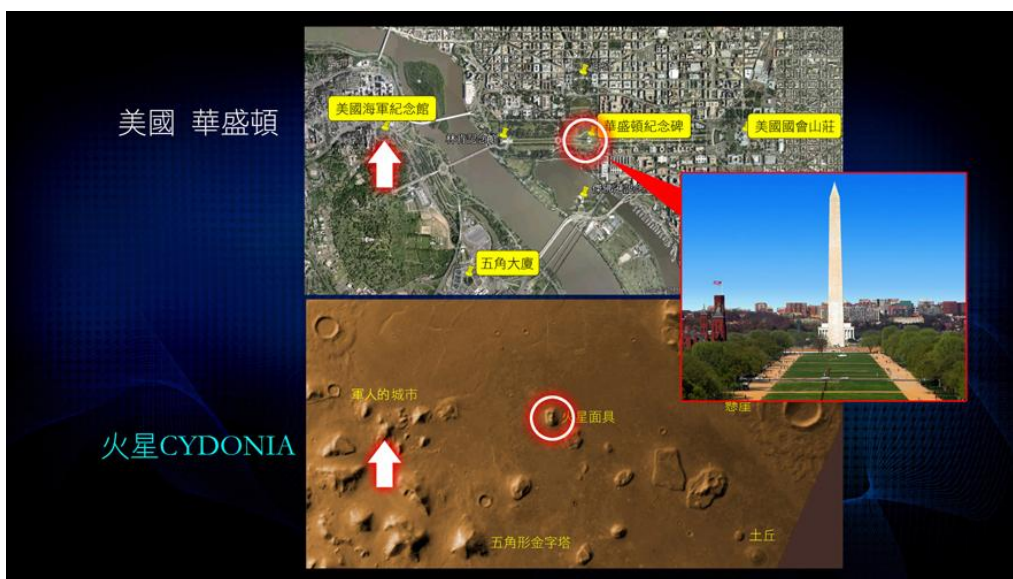 美國 華盛頓
美國海軍紀念館
華盛頓紀念碑
美國國會山莊
五角大廈
火星CYDONIA
軍人的城市
火星面具
懸崖
五角形金字塔
土丘